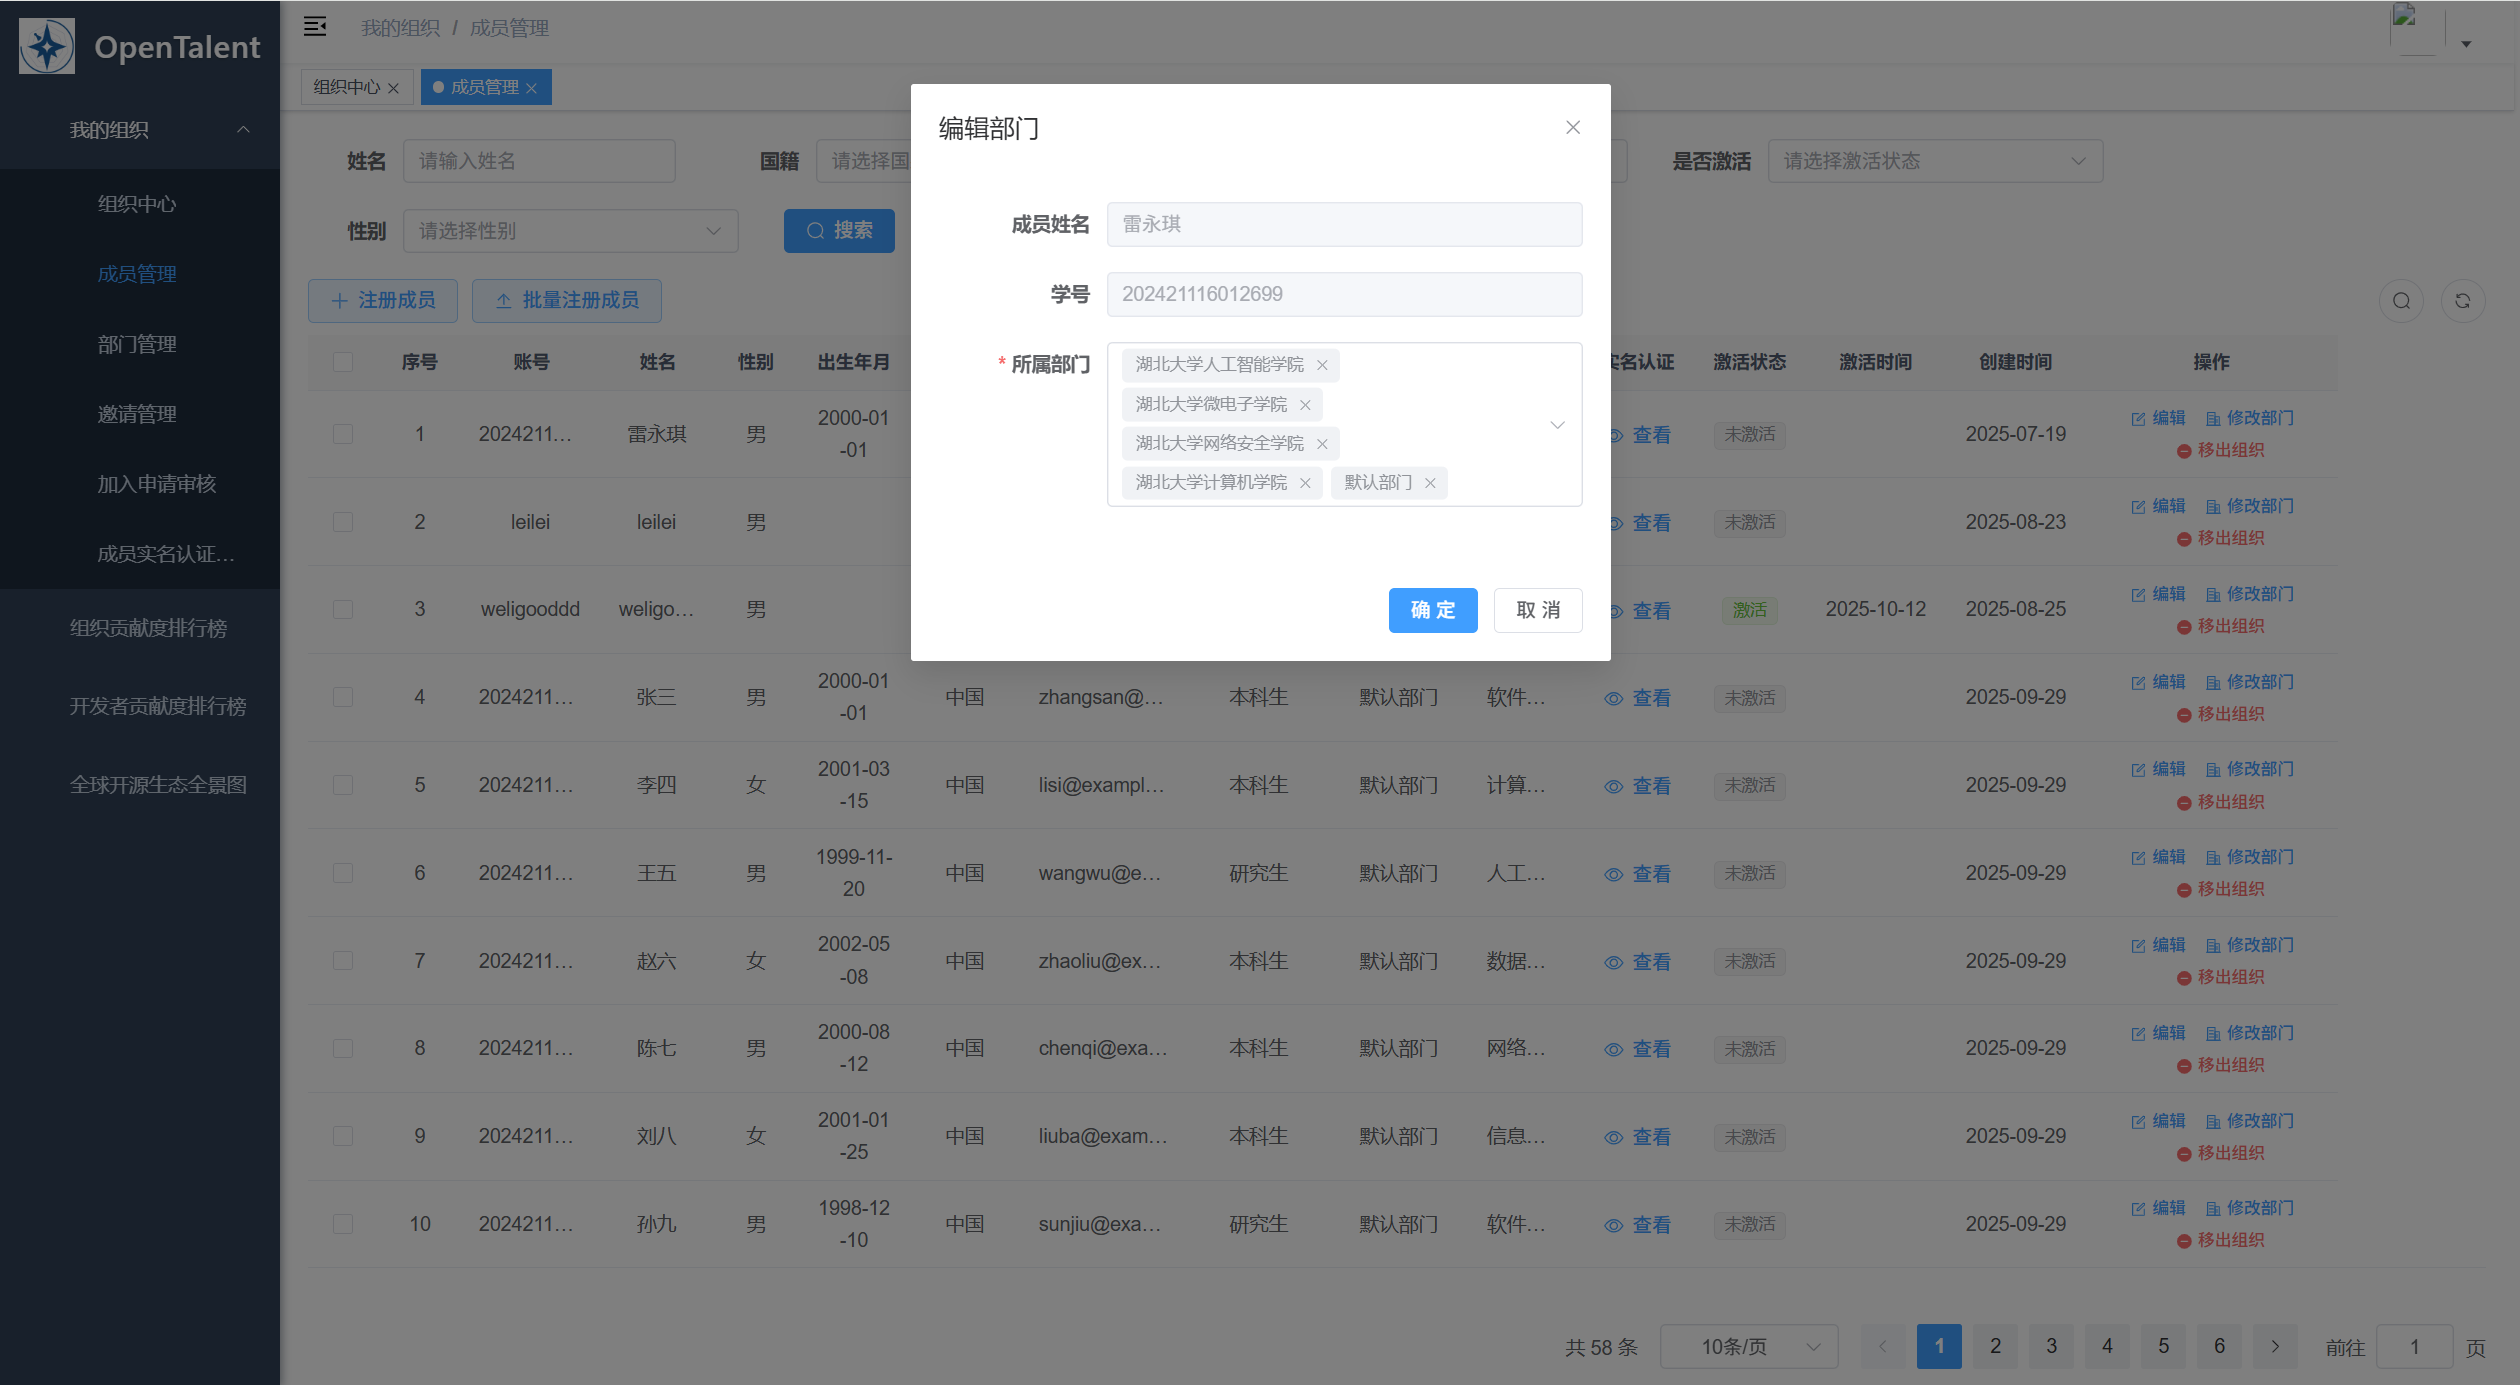 OpenTalent
我的组织
组织中心
成员管理
部门管理
邀请管理
加入申请审核
成员实名认证...
组织贡献度排行榜
开发者贡献度排行榜
全球开源生态全景图
我的组织 / 成员管理
组织中心 成员管理
姓名 请输入姓名 国籍 请选择国 是否激活 请选择激活状态
性别 请选择性别 搜索
注册成员 批量注册成员
编辑部门
成员姓名 雷永琪
学号 202421116012699
* 所属部门 湖北大学人工智能学院
湖北大学微电子学院
湖北大学网络安全学院
湖北大学计算机学院 默认部门
确 定 取 消
序号 账号 姓名 性别 出生年月 名认证 激活状态 激活时间 创建时间 操作
1 2024211... 雷永琪 男 2000-01-01 查看 未激活 2025-07-19 编辑 修改部门 移出组织
2 leilei leilei 男 查看 未激活 2025-08-23 编辑 修改部门 移出组织
3 weligooddd weligo... 男 查看 激活 2025-10-12 2025-08-25 编辑 修改部门 移出组织
4 2024211... 张三 男 2000-01-01 中国 zhangsan@... 本科生 默认部门 软件... 查看 未激活 2025-09-29 编辑 修改部门 移出组织
5 2024211... 李四 女 2001-03-15 中国 lisi@exampl... 本科生 默认部门 计算... 查看 未激活 2025-09-29 编辑 修改部门 移出组织
6 2024211... 王五 男 1999-11-20 中国 wangwu@e... 研究生 默认部门 人工... 查看 未激活 2025-09-29 编辑 修改部门 移出组织
7 2024211... 赵六 女 2002-05-08 中国 zhaoliu@ex... 本科生 默认部门 数据... 查看 未激活 2025-09-29 编辑 修改部门 移出组织
8 2024211... 陈七 男 2000-08-12 中国 chenqi@exa... 本科生 默认部门 网络... 查看 未激活 2025-09-29 编辑 修改部门 移出组织
9 2024211... 刘八 女 2001-01-25 中国 liuba@exam... 本科生 默认部门 信息... 查看 未激活 2025-09-29 编辑 修改部门 移出组织
10 2024211... 孙九 男 1998-12-10 中国 sunjiu@exa... 研究生 默认部门 软件... 查看 未激活 2025-09-29 编辑 修改部门 移出组织
共 58 条 10条/页 1 2 3 4 5 6 前往 1 页